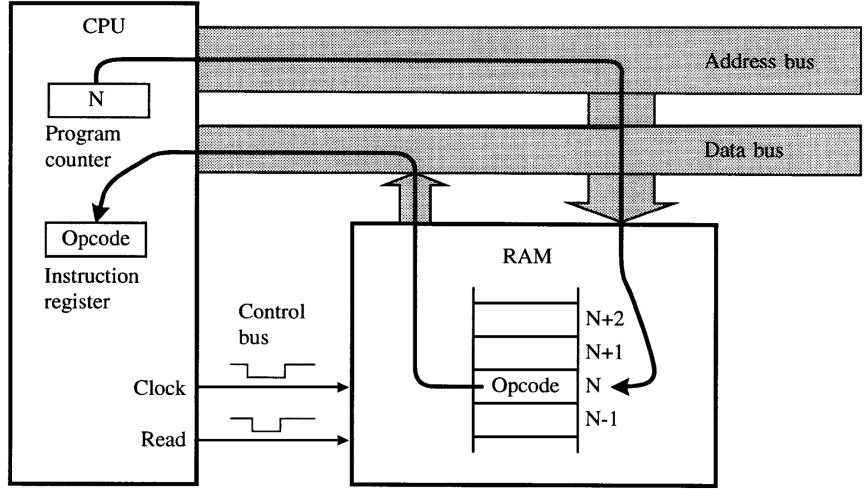 CPU
Address bus
N
Program
counter
Data bus
Opcode
Instruction
register
RAM
Control
bus
N+2
N+1
Clock
Opcode
N
Read
N-1